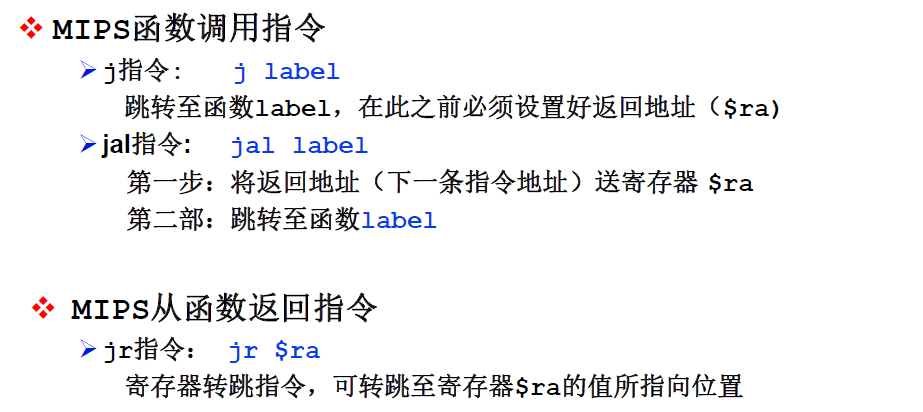 MIPS函数调用指令
j指令: j label
跳转至函数label，在此之前必须设置好返回地址（$ra)
jal指令: jal label
第一步：将返回地址（下一条指令地址）送寄存器 $ra
第二部：跳转至函数label
MIPS从函数返回指令
jr指令： jr $ra
寄存器转跳指令，可转跳至寄存器$ra的值所指向位置